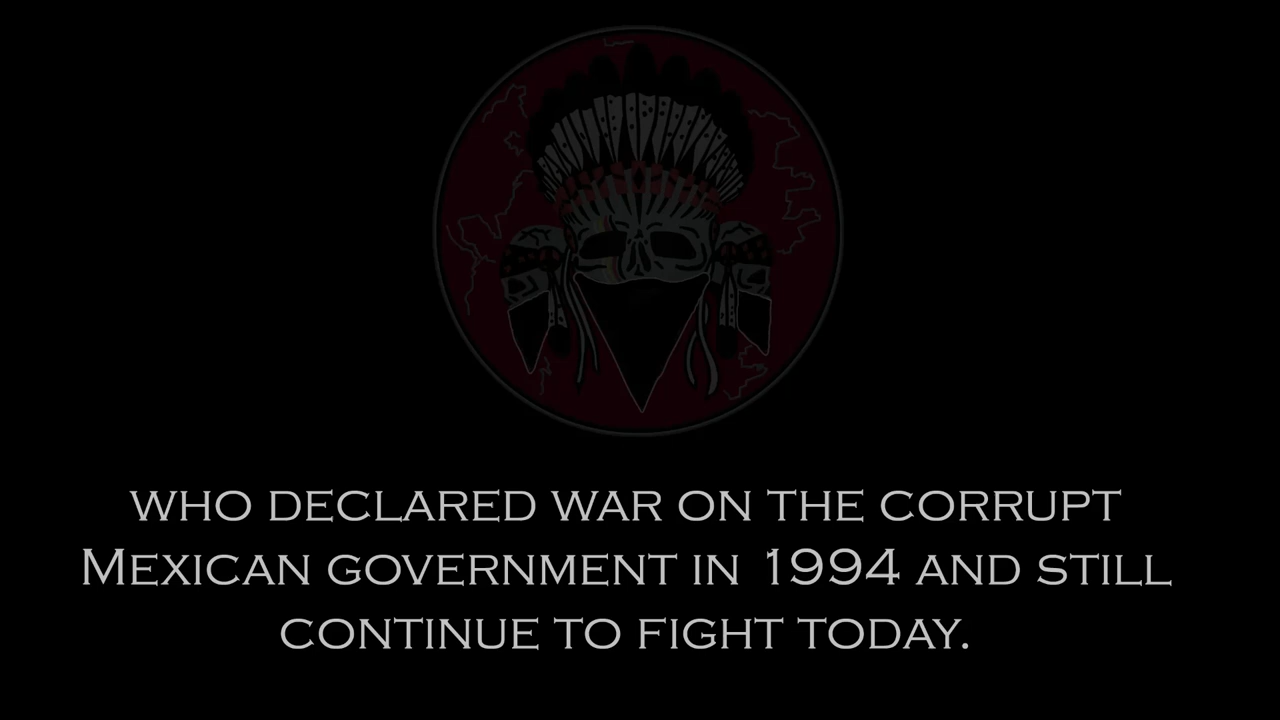 WHO DECLARED WAR ON THE CORRUPT
MEXICAN GOVERNMENT IN 1994 AND STILL
CONTINUE TO FIGHT TODAY.